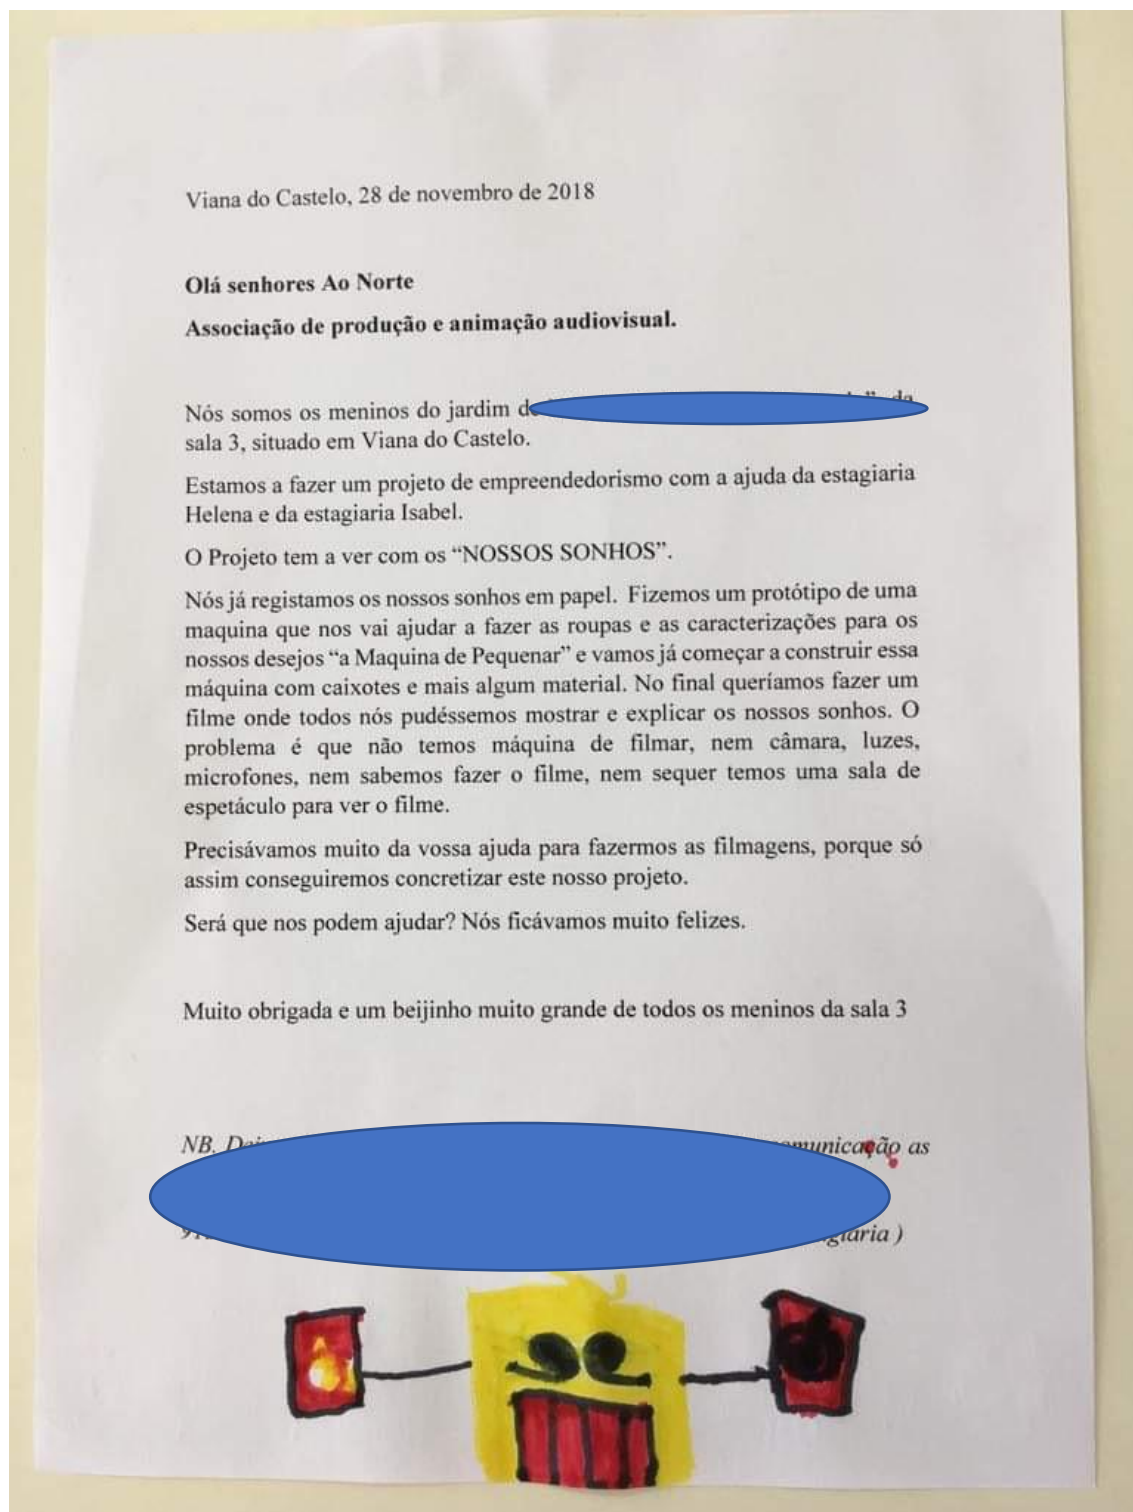 Viana do Castelo, 28 de novembro de 2018
Olá senhores Ao Norte
Associação de produção e animação audiovisual.
Nós somos os meninos do jardim
sala 3, situado em Viana do Castelo.
Estamos a fazer um projeto de empreendedorismo com a ajuda da estagiaria
Helena e da estagiaria Isabel.
O Projeto tem a ver com os “NOSSOS SONHOS”.
Nós já registamos os nossos sonhos em papel. Fizemos um protótipo de uma
maquina que nos vai ajudar a fazer as roupas e as caracterizações para os
nossos desejos “a Maquina de Pequenar” e vamos já começar a construir essa
máquina com caixotes e mais algum material. No final queríamos fazer um
filme onde todos nós pudéssemos mostrar e explicar os nossos sonhos. O
problema é que não temos máquina de filmar, nem câmara, luzes,
microfones, nem sabemos fazer o filme, nem sequer temos uma sala de
espetáculo para ver o filme.
Precisávamos muito da vossa ajuda para fazermos as filmagens, porque só
assim conseguiremos concretizar este nosso projeto.
Será que nos podem ajudar? Nós ficávamos muito felizes.
Muito obrigada e um beijinho muito grande de todos os meninos da sala 3
NB. as
)